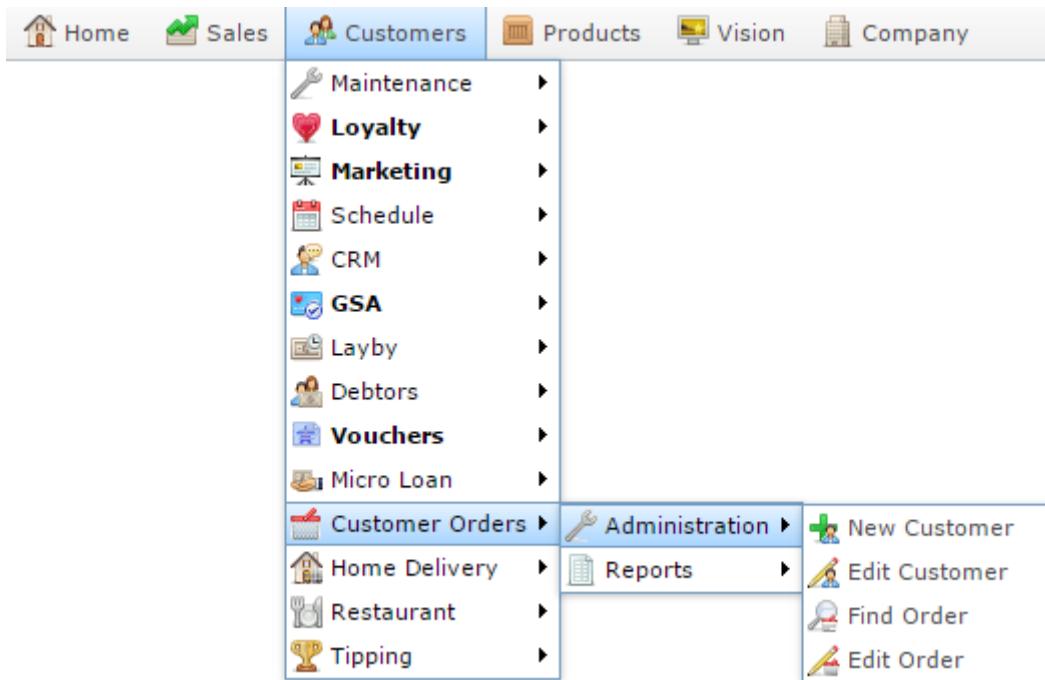 Home Sales Customers Products Vision Company
Maintenance
Loyalty
Marketing
Schedule
CRM
GSA
Layby
Debtors
Vouchers
Micro Loan
Customer Orders Administration New Customer
Home Delivery Reports Edit Customer
Restaurant Find Order
Tipping Edit Order